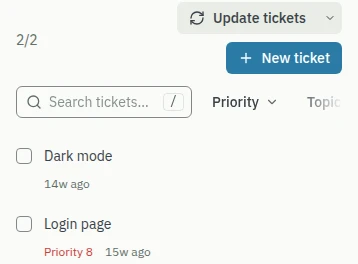 Update tickets
2/2
New ticket
Search tickets... / Priority Topic
Dark mode
14w ago
Login page
Priority 8 15w ago